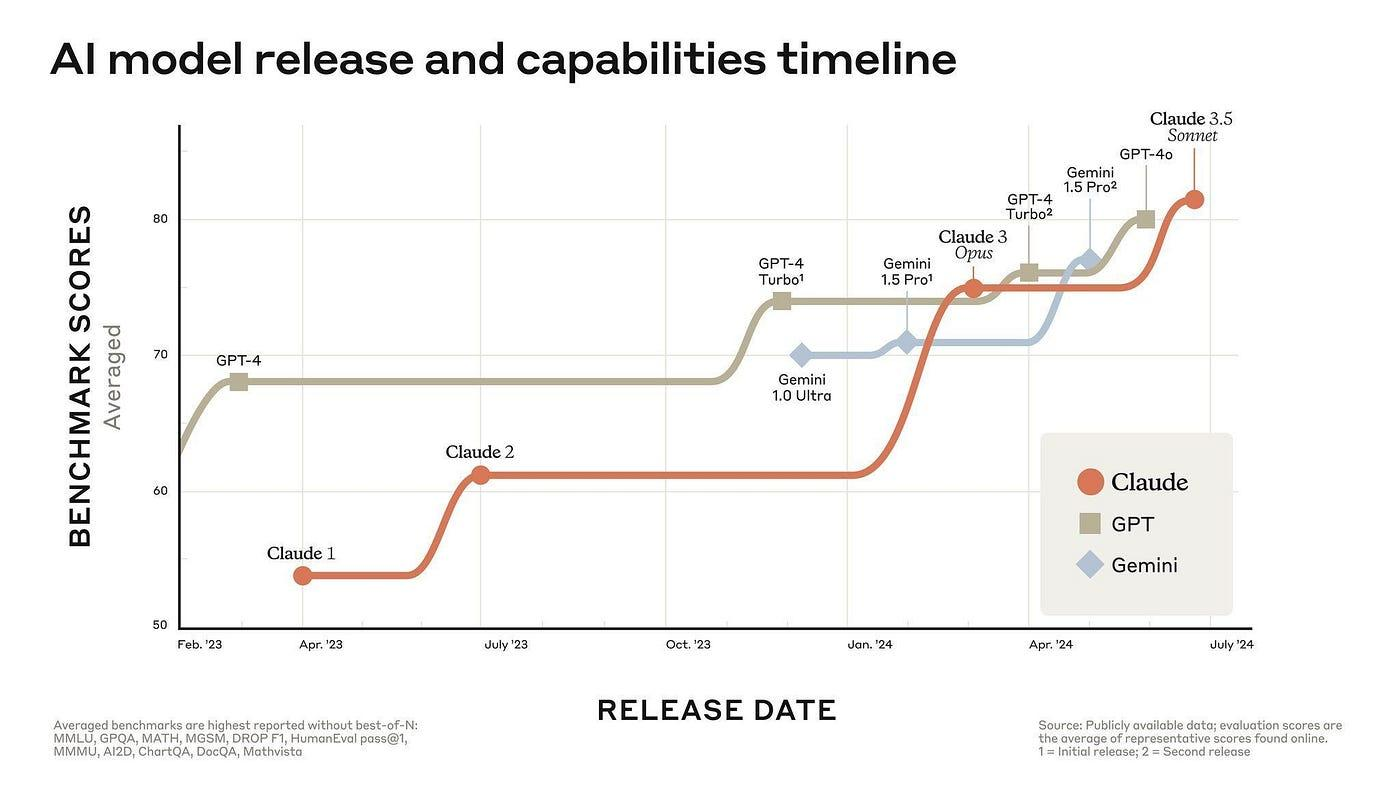 AI model release and capabilities timeline
BENCHMARK SCORES
Averaged
80
70
60
50
Claude 3.5
Sonnet
GPT-4o
Gemini
1.5 Pro²
GPT-4
Turbo²
Claude 3
Opus
Gemini
1.5 Pro¹
GPT-4
Turbo¹
Gemini
1.0 Ultra
GPT-4
Claude 2
Claude 1
Claude
GPT
Gemini
Feb. ’23
Apr. ’23
July ’23
Oct. ’23
Jan. ’24
Apr. ’24
July ’24
RELEASE DATE
Averaged benchmarks are highest reported without best-of-N:
MMLU, GPQA, MATH, MGSM, DROP F1, HumanEval pass@1,
MMMU, AI2D, ChartQA, DocQA, Mathvista
Source: Publicly available data; evaluation scores are
the average of representative scores found online.
1 = Initial release; 2 = Second release